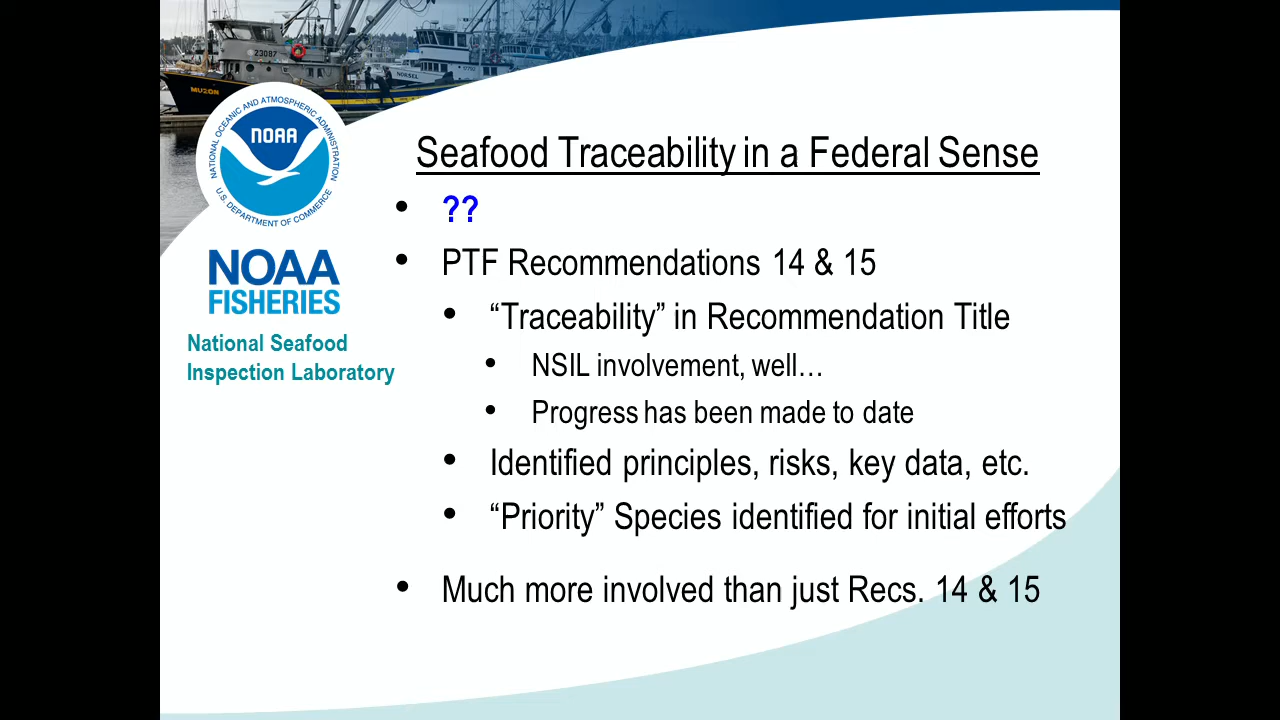 23087
NORSEL
MUZON
NATIONAL OCEANIC AND ATMOSPHERIC ADMINISTRATION
NOAA
U.S. DEPARTMENT OF COMMERCE
NOAA
FISHERIES
National Seafood
Inspection Laboratory
Seafood Traceability in a Federal Sense
• ??
• PTF Recommendations 14 & 15
• “Traceability” in Recommendation Title
• NSIL involvement, well…
• Progress has been made to date
• Identified principles, risks, key data, etc.
• “Priority” Species identified for initial efforts
• Much more involved than just Recs. 14 & 15